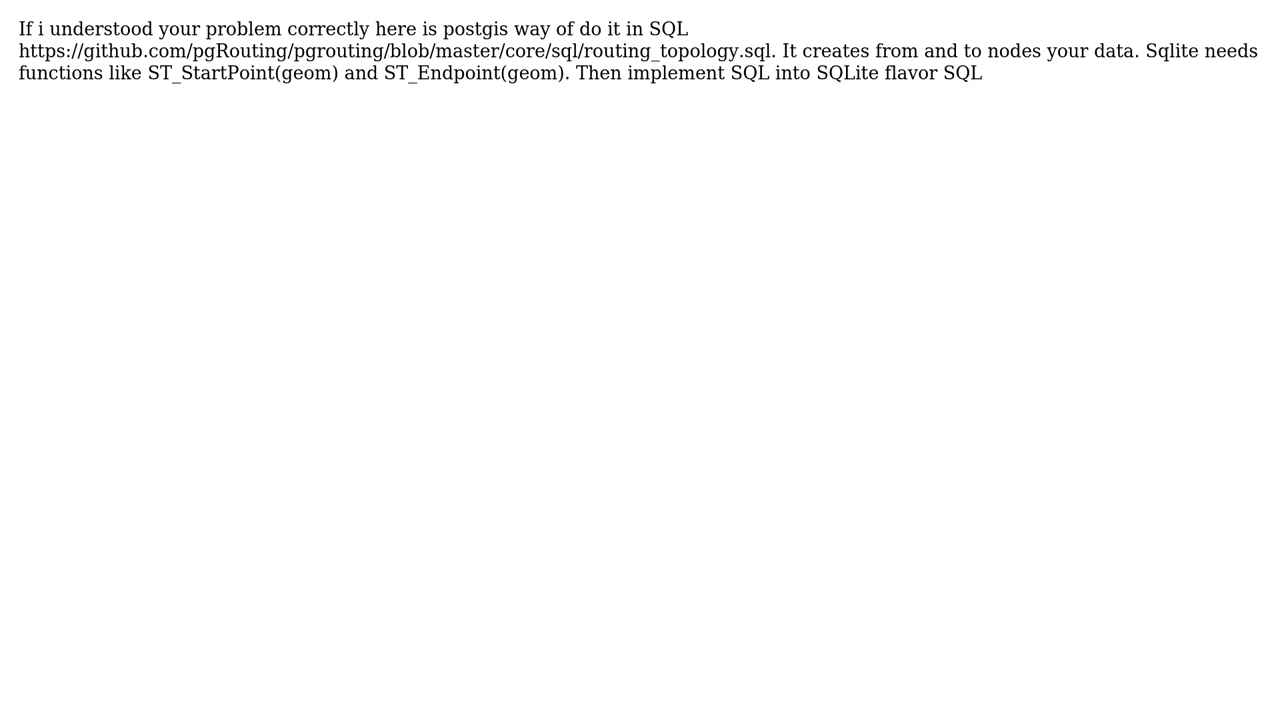 If i understood your problem correctly here is postgis way of do it in SQL
https://github.com/pgRouting/pgrouting/blob/master/core/sql/routing_topology.sql. It creates from and to nodes your data. Sqlite needs
functions like ST_StartPoint(geom) and ST_Endpoint(geom). Then implement SQL into SQLite flavor SQL